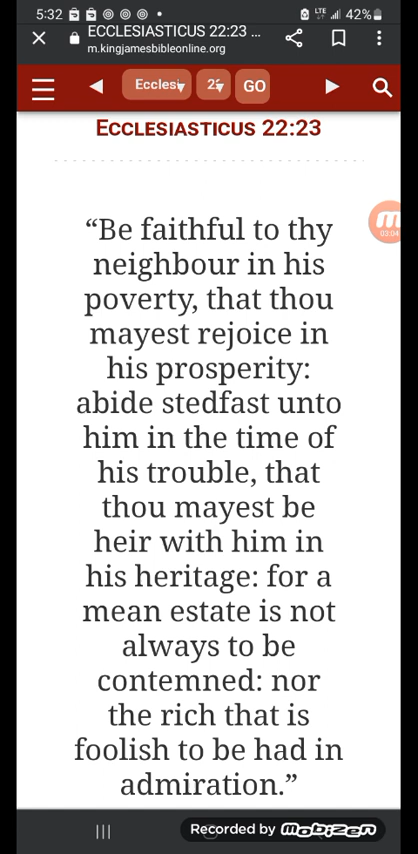 5:32 LTE 42%
ECCLESIASTICUS 22:23 ...
m.kingjamesbibleonline.org
Eccles GO
ECCLESIASTICUS 22:23
“Be faithful to thy
neighbour in his
poverty, that thou
mayest rejoice in
his prosperity:
abide stedfast unto
him in the time of
his trouble, that
thou mayest be
heir with him in
his heritage: for a
mean estate is not
always to be
contemned: nor
the rich that is
foolish to be had in
admiration.”
m
03:04
Recorded by mobizen